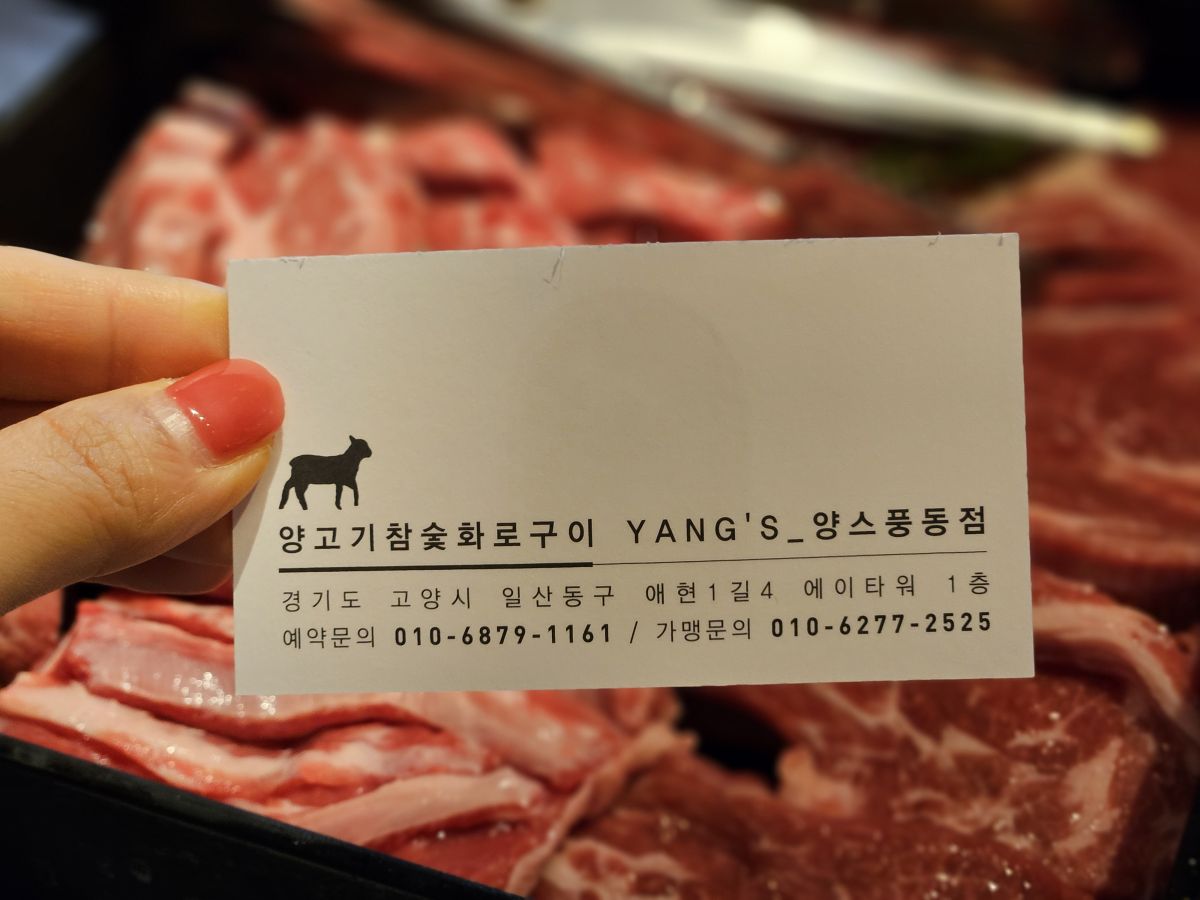 양고기참숯화로구이 YANG'S_양스풍동점
경기도 고양시 일산동구 애현1길4 에이타워 1층
예약문의 010-6879-1161 / 가맹문의 010-6277-2525